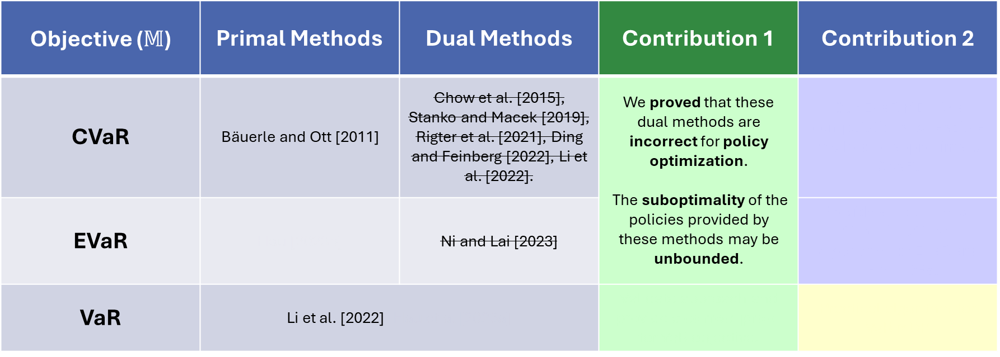 Objective (𝕄)
Primal Methods
Dual Methods
Contribution 1
Contribution 2
CVaR
Bäuerle and Ott [2011]
Chow et al. [2015],
Stanko and Macek [2019],
Rigter et al. [2021], Ding
and Feinberg [2022], Li et
al. [2022].
We proved that these
dual methods are
incorrect for policy
optimization.
The suboptimality of the
policies provided by
these methods may be
unbounded.
EVaR
Ni and Lai [2023]
VaR
Li et al. [2022]